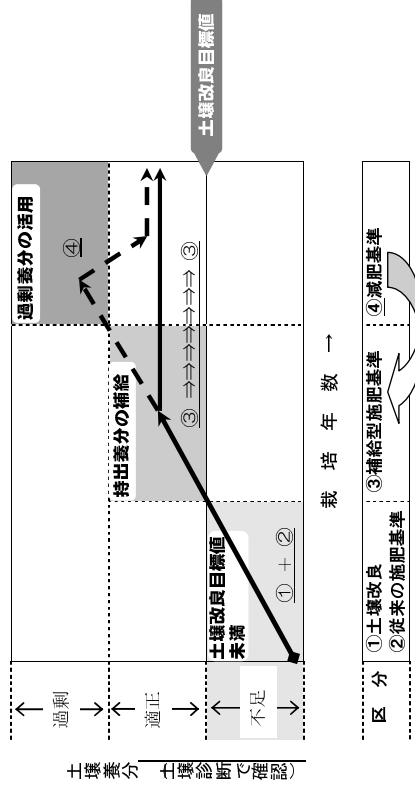 土壌改良目標値
過剰養分の活用
④
持出養分の補給
③ ⇒⇒⇒⇒⇒⇒⇒ ③
土壌改良目標値
未満
① + ②
過剰
適正
不足
土壌養分
土壌診断で確認）
栽培年数 →
区分
①土壌改良
②従来の施肥基準
③補給型施肥基準
④減肥基準